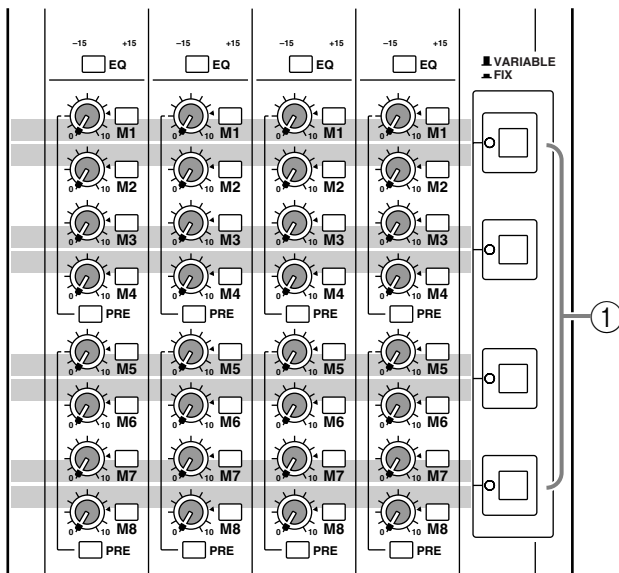 -15 +15 -15 +15 -15 +15 -15 +15
EQ EQ EQ EQ
VARIABLE
FIX
0 10 M1 0 10 M1 0 10 M1 0 10 M1
0 10 M2 0 10 M2 0 10 M2 0 10 M2
0 10 M3 0 10 M3 0 10 M3 0 10 M3
0 10 M4 0 10 M4 0 10 M4 0 10 M4
PRE PRE PRE PRE
①
0 10 M5 0 10 M5 0 10 M5 0 10 M5
0 10 M6 0 10 M6 0 10 M6 0 10 M6
0 10 M7 0 10 M7 0 10 M7 0 10 M7
0 10 M8 0 10 M8 0 10 M8 0 10 M8
PRE PRE PRE PRE